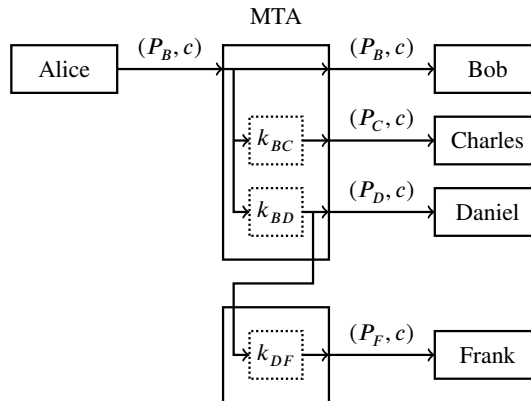 MTA
Alice (P_B, c) (P_B, c) Bob
k_BC (P_C, c) Charles
k_BD (P_D, c) Daniel
k_DF (P_F, c) Frank